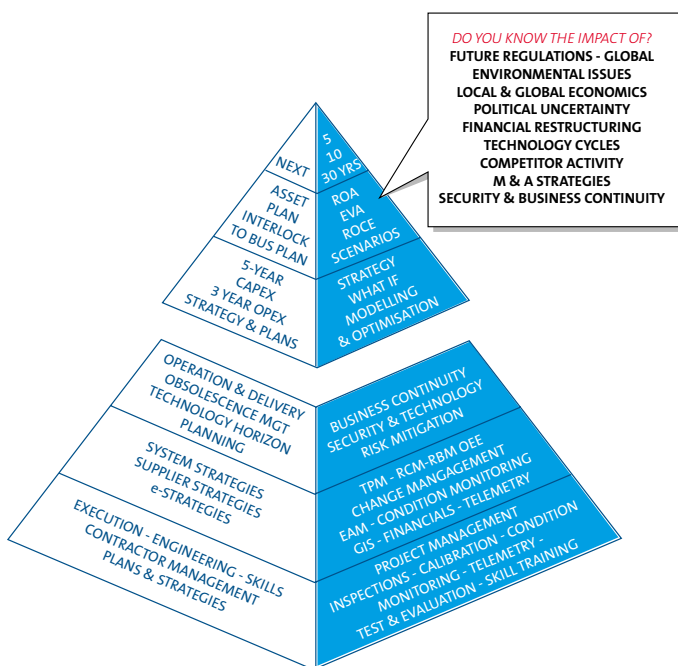 DO YOU KNOW THE IMPACT OF?
FUTURE REGULATIONS - GLOBAL
ENVIRONMENTAL ISSUES
LOCAL & GLOBAL ECONOMICS
POLITICAL UNCERTAINTY
FINANCIAL RESTRUCTURING
TECHNOLOGY CYCLES
COMPETITOR ACTIVITY
M & A STRATEGIES
SECURITY & BUSINESS CONTINUITY
NEXT
5
10
30 YRS
ASSET
PLAN
INTERLOCK
TO BUS PLAN
ROA
EVA
ROCE
SCENARIOS
5-YEAR
CAPEX
3 YEAR OPEX
STRATEGY & PLANS
STRATEGY
WHAT IF
MODELLING
& OPTIMISATION
OPERATION & DELIVERY
OBSOLESCENCE MGT
TECHNOLOGY HORIZON
PLANNING
BUSINESS CONTINUITY
SECURITY & TECHNOLOGY
RISK MITIGATION
SYSTEM STRATEGIES
SUPPLIER STRATEGIES
e-STRATEGIES
TPM - RCM-RBM OEE
CHANGE MANGAGEMENT
EAM - CONDITION MONITORING
GIS - FINANCIALS - TELEMETRY
EXECUTION - ENGINEERING - SKILLS
CONTRACTOR MANAGEMENT
PLANS & STRATEGIES
PROJECT MANAGEMENT
INSPECTIONS - CALIBRATION - CONDITION
MONITORING - TELEMETRY -
TEST & EVALUATION - SKILL TRAINING